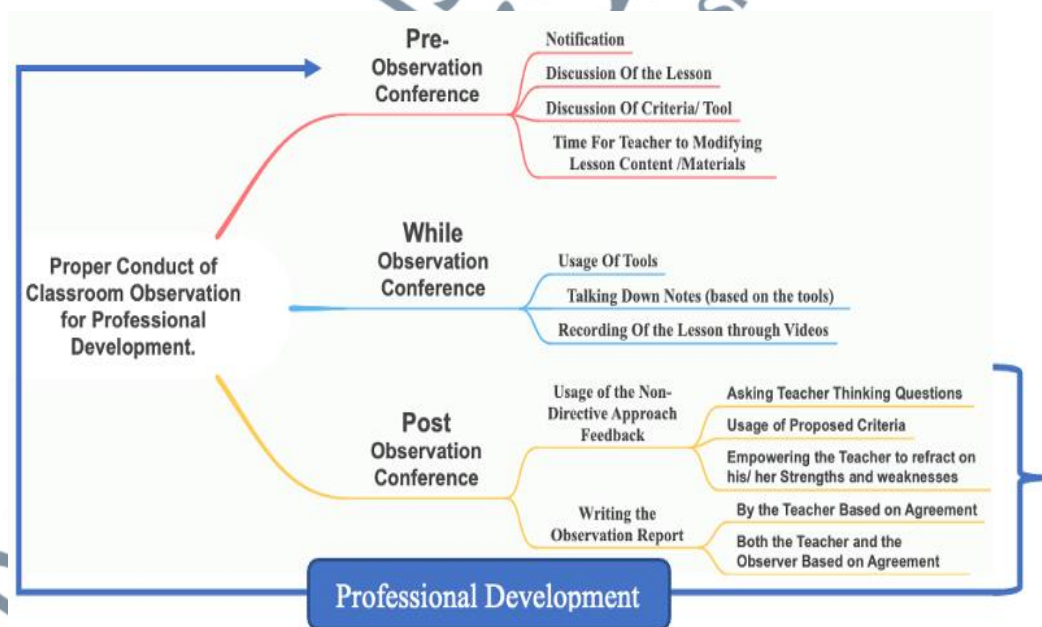 Proper Conduct of
Classroom Observation
for Professional
Development.
Pre-
Observation
Conference
Notification
Discussion Of the Lesson
Discussion Of Criteria/ Tool
Time For Teacher to Modifying
Lesson Content /Materials
While
Observation
Conference
Usage Of Tools
Talking Down Notes (based on the tools)
Recording Of the Lesson through Videos
Post
Observation
Conference
Usage of the Non-
Directive Approach
Feedback
Asking Teacher Thinking Questions
Usage of Proposed Criteria
Empowering the Teacher to refract on
his/ her Strengths and weaknesses
Writing the
Observation Report
By the Teacher Based on Agreement
Both the Teacher and the
Observer Based on Agreement
Professional Development